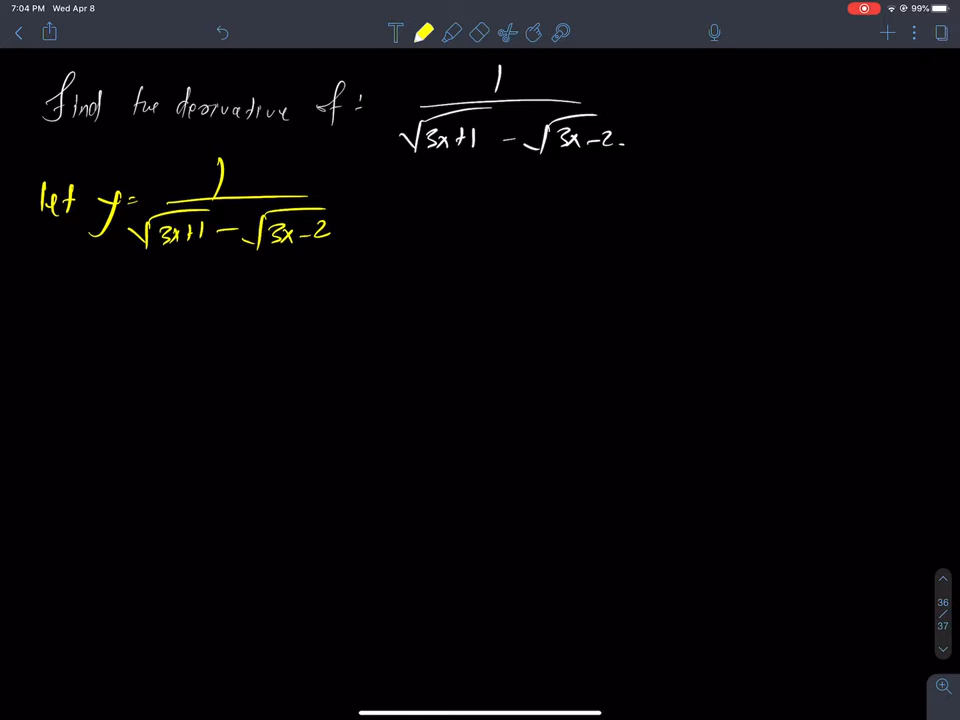 7:04 PM Wed Apr 8
99%
T
Find the derivative of : 1 / √3x+1 - √3x-2.
let y= 1 / √3x+1 - √3x-2
36
/
37